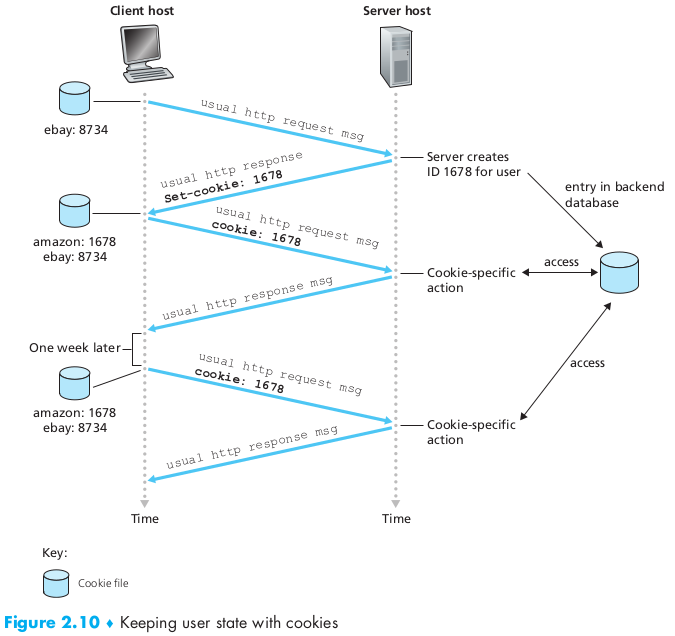 Client host
Server host
usual http request msg
ebay: 8734
Server creates
ID 1678 for user
usual http response
Set-cookie: 1678
entry in backend
database
usual http request msg
cookie: 1678
amazon: 1678
ebay: 8734
access
Cookie-specific
action
usual http response msg
One week later
access
usual http request msg
cookie: 1678
amazon: 1678
ebay: 8734
Cookie-specific
action
usual http response msg
Time
Time
Key:
Cookie file
Figure 2.10 ♦ Keeping user state with cookies